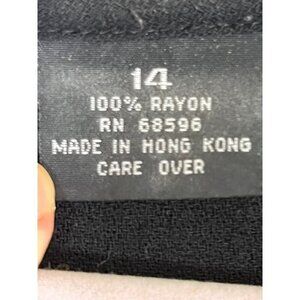 14
100% RAYON
RN 68596
MADE IN HONG KONG
CARE OVER